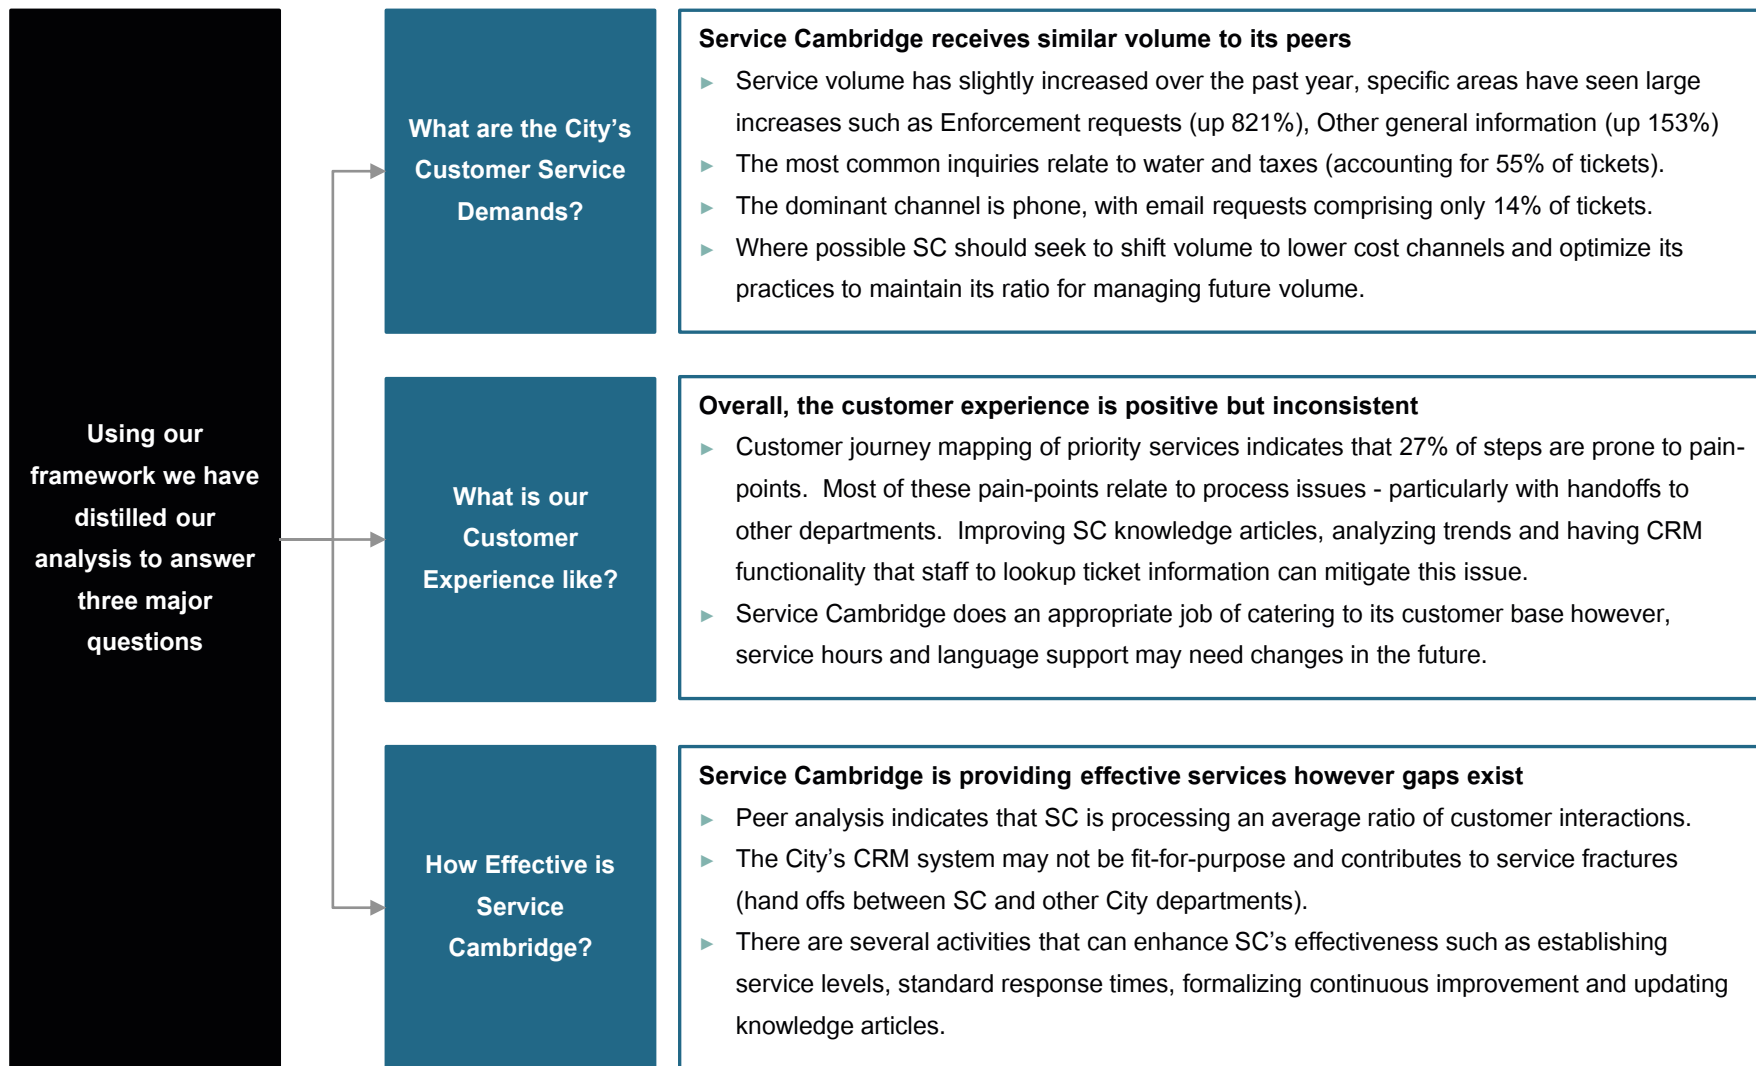 Using our
framework we have
distilled our
analysis to answer
three major
questions
What are the City's
Customer Service
Demands?
Service Cambridge receives similar volume to its peers
► Service volume has slightly increased over the past year, specific areas have seen large
increases such as Enforcement requests (up 821%), Other general information (up 153%)
► The most common inquiries relate to water and taxes (accounting for 55% of tickets).
► The dominant channel is phone, with email requests comprising only 14% of tickets.
► Where possible SC should seek to shift volume to lower cost channels and optimize its
practices to maintain its ratio for managing future volume.
What is our
Customer
Experience like?
Overall, the customer experience is positive but inconsistent
► Customer journey mapping of priority services indicates that 27% of steps are prone to pain-
points.  Most of these pain-points relate to process issues - particularly with handoffs to
other departments.  Improving SC knowledge articles, analyzing trends and having CRM
functionality that staff to lookup ticket information can mitigate this issue.
► Service Cambridge does an appropriate job of catering to its customer base however,
service hours and language support may need changes in the future.
How Effective is
Service
Cambridge?
Service Cambridge is providing effective services however gaps exist
► Peer analysis indicates that SC is processing an average ratio of customer interactions.
► The City's CRM system may not be fit-for-purpose and contributes to service fractures
(hand offs between SC and other City departments).
► There are several activities that can enhance SC's effectiveness such as establishing
service levels, standard response times, formalizing continuous improvement and updating
knowledge articles.